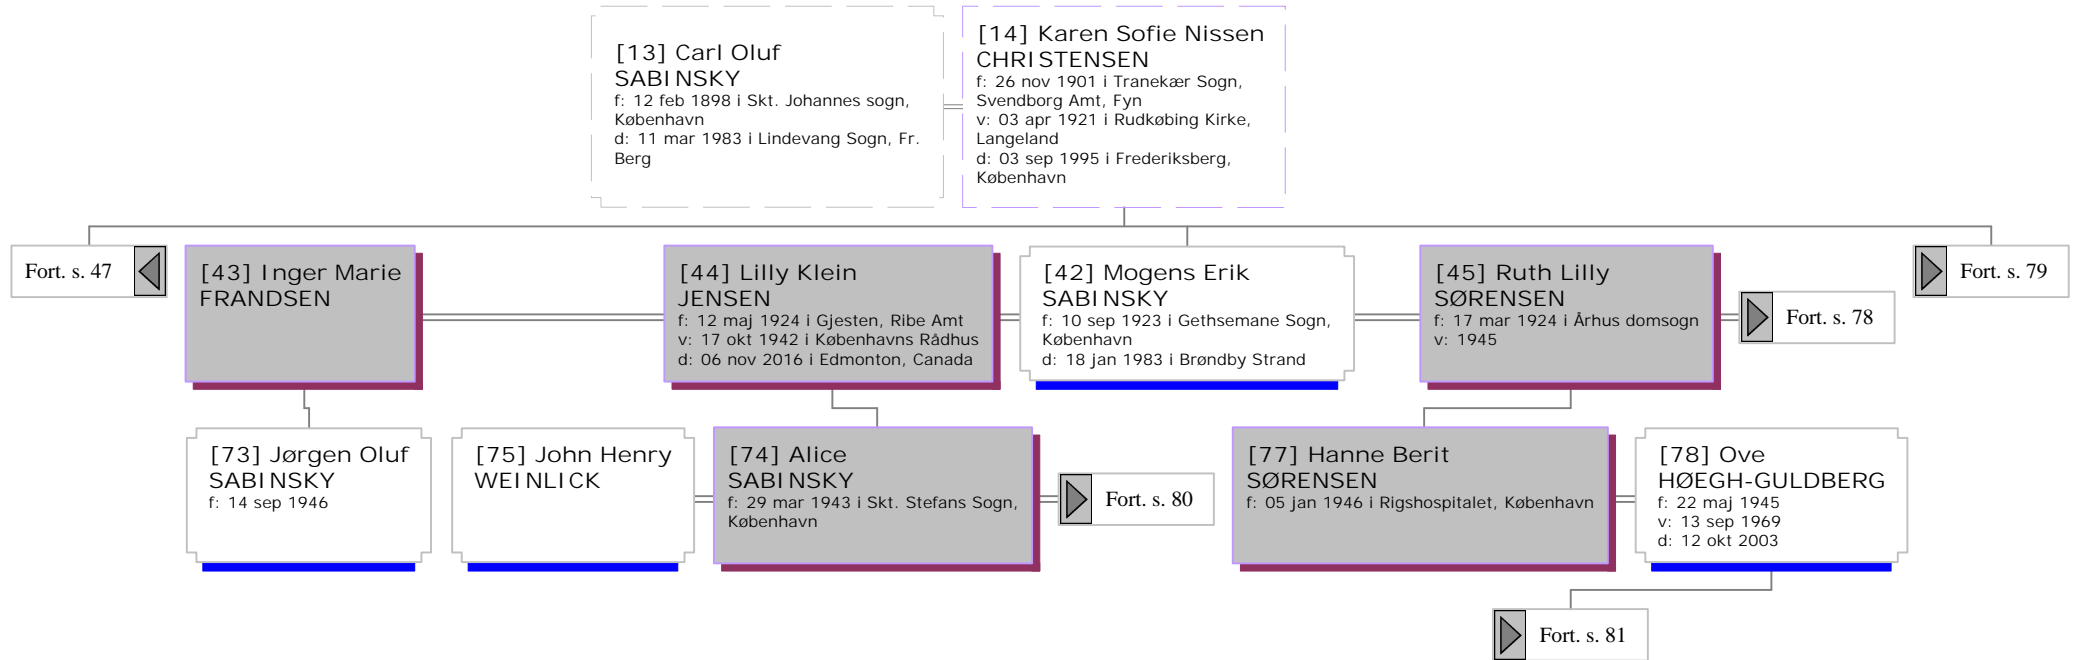 [13] Carl Oluf
SABINSKY
f: 12 feb 1898 i Skt. Johannes sogn,
København
d: 11 mar 1983 i Lindevang Sogn, Fr.
Berg
[14] Karen Sofie Nissen
CHRISTENSEN
f: 26 nov 1901 i Tranekær Sogn,
Svendborg Amt, Fyn
v: 03 apr 1921 i Rudkøbing Kirke,
Langeland
d: 03 sep 1995 i Frederiksberg,
København
Fort. s. 47
[43] Inger Marie
FRANDSEN
[44] Lilly Klein
JENSEN
f: 12 maj 1924 i Gjesten, Ribe Amt
v: 17 okt 1942 i Københavns Rådhus
d: 06 nov 2016 i Edmonton, Canada
[42] Mogens Erik
SABINSKY
f: 10 sep 1923 i Gethsemane Sogn,
København
d: 18 jan 1983 i Brøndby Strand
[45] Ruth Lilly
SØRENSEN
f: 17 mar 1924 i Århus domsogn
v: 1945
Fort. s. 78
Fort. s. 79
[73] Jørgen Oluf
SABINSKY
f: 14 sep 1946
[75] John Henry
WEINLICK
[74] Alice
SABINSKY
f: 29 mar 1943 i Skt. Stefans Sogn,
København
Fort. s. 80
[77] Hanne Berit
SØRENSEN
f: 05 jan 1946 i Rigshospitalet, København
[78] Ove
HØEGH-GULDBERG
f: 22 maj 1945
v: 13 sep 1969
d: 12 okt 2003
Fort. s. 81